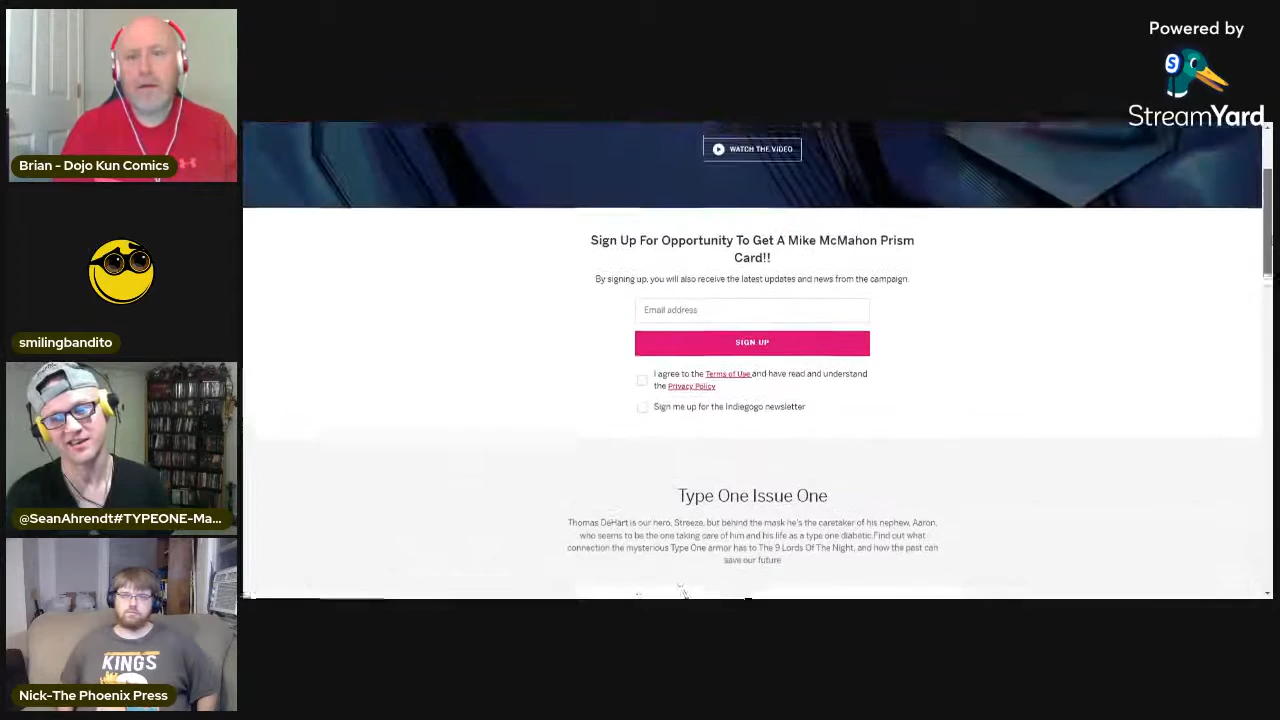 Powered by
S
StreamYard
Brian - Dojo Kun Comics
smilingbandito
@SeanAhrendt#TYPEONE-Ma...
KINGS
Nick-The Phoenix Press
WATCH THE VIDEO
Sign Up For Opportunity To Get A Mike McMahon Prism
Card!!
By signing up, you will also receive the latest updates and news from the campaign.
Email address
SIGN UP
I agree to the Terms of Use and have read and understand
the Privacy Policy
Sign me up for the Indiegogo newsletter
Type One Issue One
Thomas DeHart is our hero, Streeze, but behind the mask he's the caretaker of his nephew, Aaron,
who seems to be the one taking care of him and his life as a type one diabetic.Find out what
connection the mysterious Type One armor has to The 9 Lords Of The Night, and how the past can
save our future